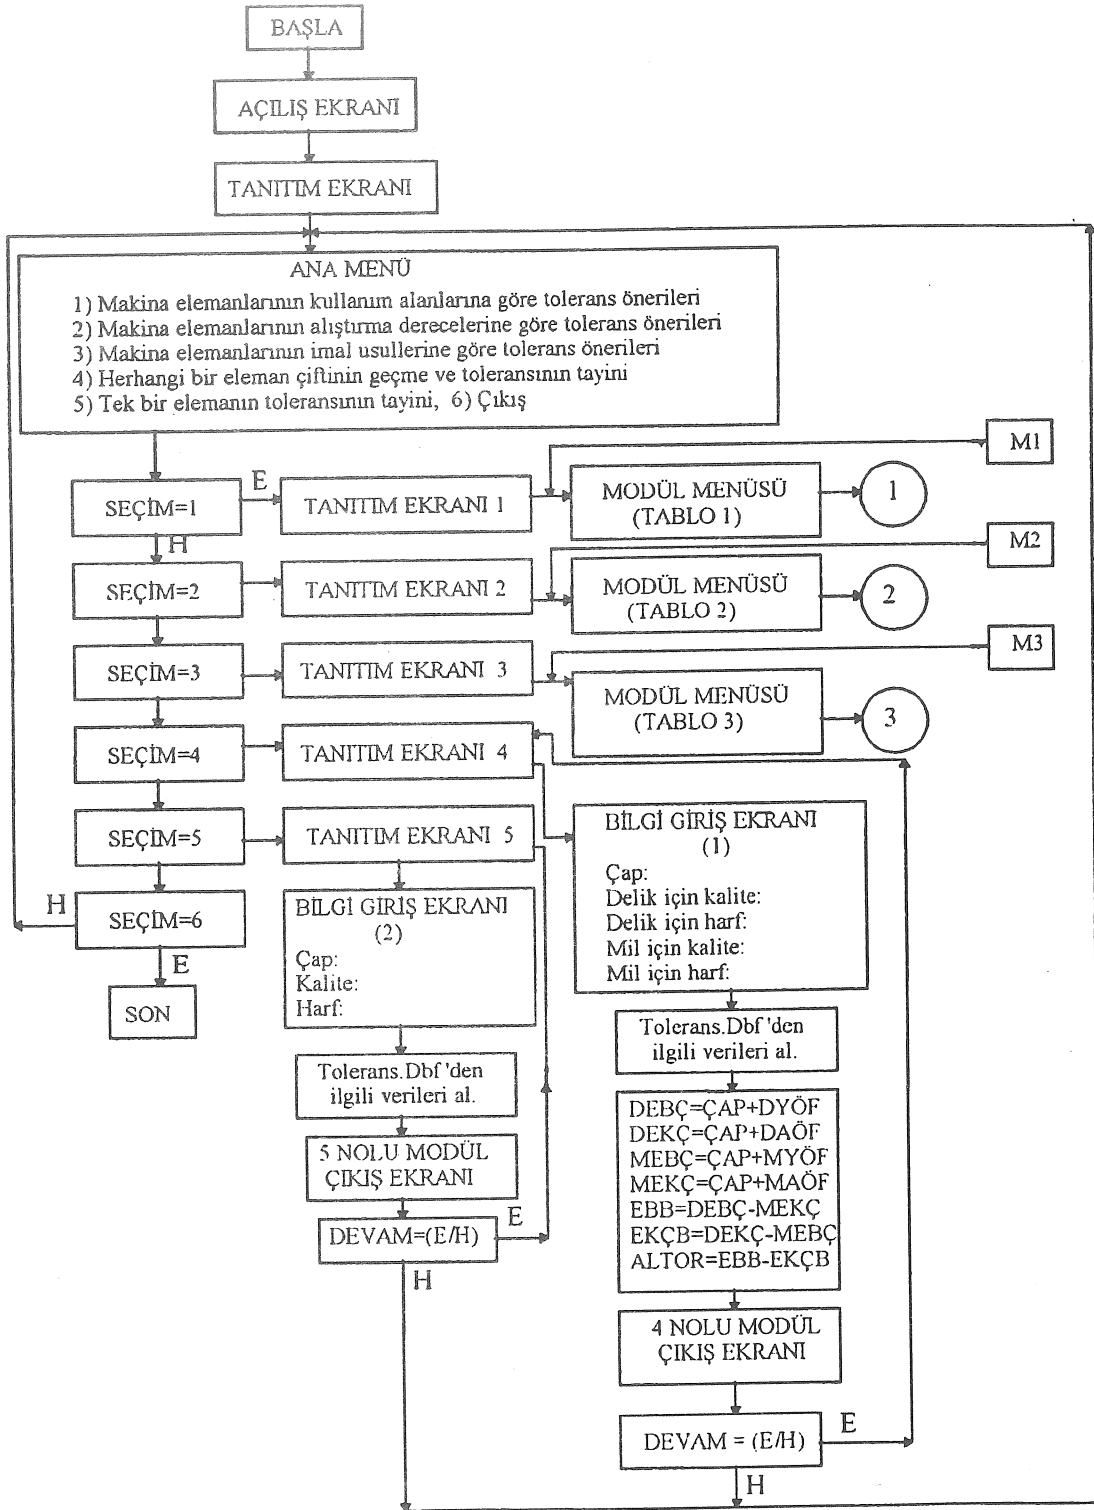 BAŞLA
AÇILIŞ EKRANI
TANITIM EKRANI
ANA MENÜ
1) Makina elemanlarının kullanım alanlarına göre tolerans önerileri
2) Makina elemanlarının alıştırma derecelerine göre tolerans önerileri
3) Makina elemanlarının imal usullerine göre tolerans önerileri
4) Herhangi bir eleman çiftinin geçme ve toleransının tayini
5) Tek bir elemanın toleransının tayini, 6) Çıkış
M1
SEÇİM=1
E
TANITIM EKRANI 1
MODÜL MENÜSÜ
(TABLO 1)
1
H
M2
SEÇİM=2
TANITIM EKRANI 2
MODÜL MENÜSÜ
(TABLO 2)
2
M3
SEÇİM=3
TANITIM EKRANI 3
MODÜL MENÜSÜ
(TABLO 3)
3
SEÇİM=4
TANITIM EKRANI 4
SEÇİM=5
TANITIM EKRANI 5
BİLGİ GİRİŞ EKRANI
(1)
Çap:
Delik için kalite:
Delik için harf:
Mil için kalite:
Mil için harf:
H
SEÇİM=6
E
SON
BİLGİ GİRİŞ EKRANI
(2)
Çap:
Kalite:
Harf:
Tolerans.Dbf'den
ilgili verileri al.
5 NOLU MODÜL
ÇIKIŞ EKRANI
DEVAM=(E/H)
E
H
Tolerans.Dbf'den
ilgili verileri al.
DEBÇ=ÇAP+DYÖF
DEKÇ=ÇAP+DAÖF
MEBÇ=ÇAP+MYÖF
MEKÇ=ÇAP+MAÖF
EBB=DEBÇ-MEKÇ
EKÇB=DEKÇ-MEBÇ
ALTOR=EBB-EKÇB
4 NOLU MODÜL
ÇIKIŞ EKRANI
DEVAM = (E/H)
E
H